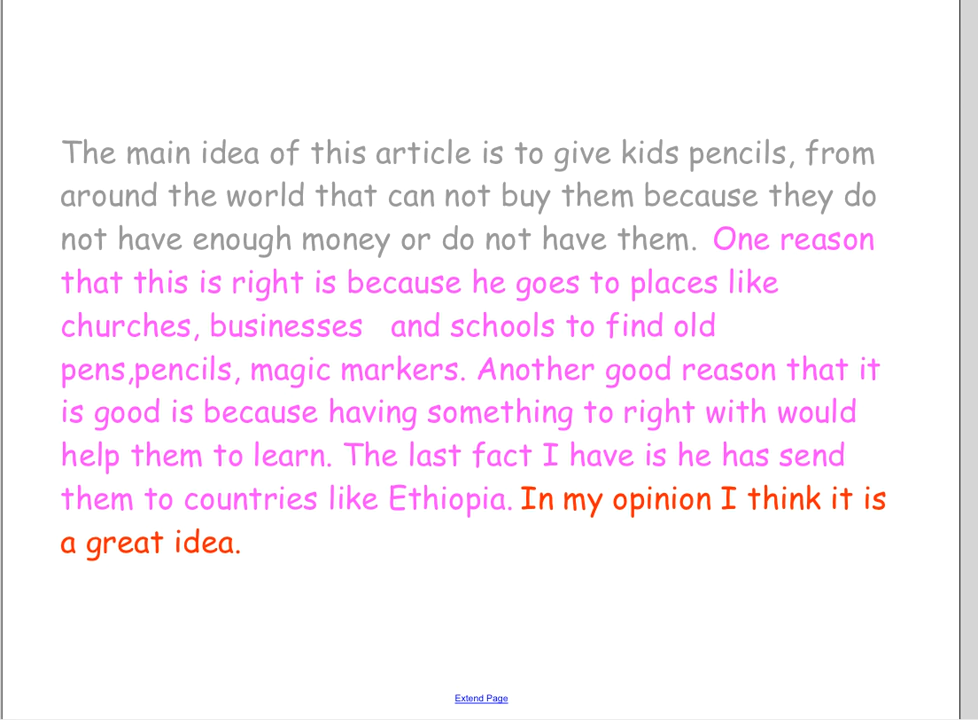 The main idea of this article is to give kids pencils, from
around the world that can not buy them because they do
not have enough money or do not have them.  One reason
that this is right is because he goes to places like
churches, businesses   and schools to find old
pens,pencils, magic markers. Another good reason that it
is good is because having something to right with would
help them to learn. The last fact I have is he has send
them to countries like Ethiopia. In my opinion I think it is
a great idea.
Extend Page